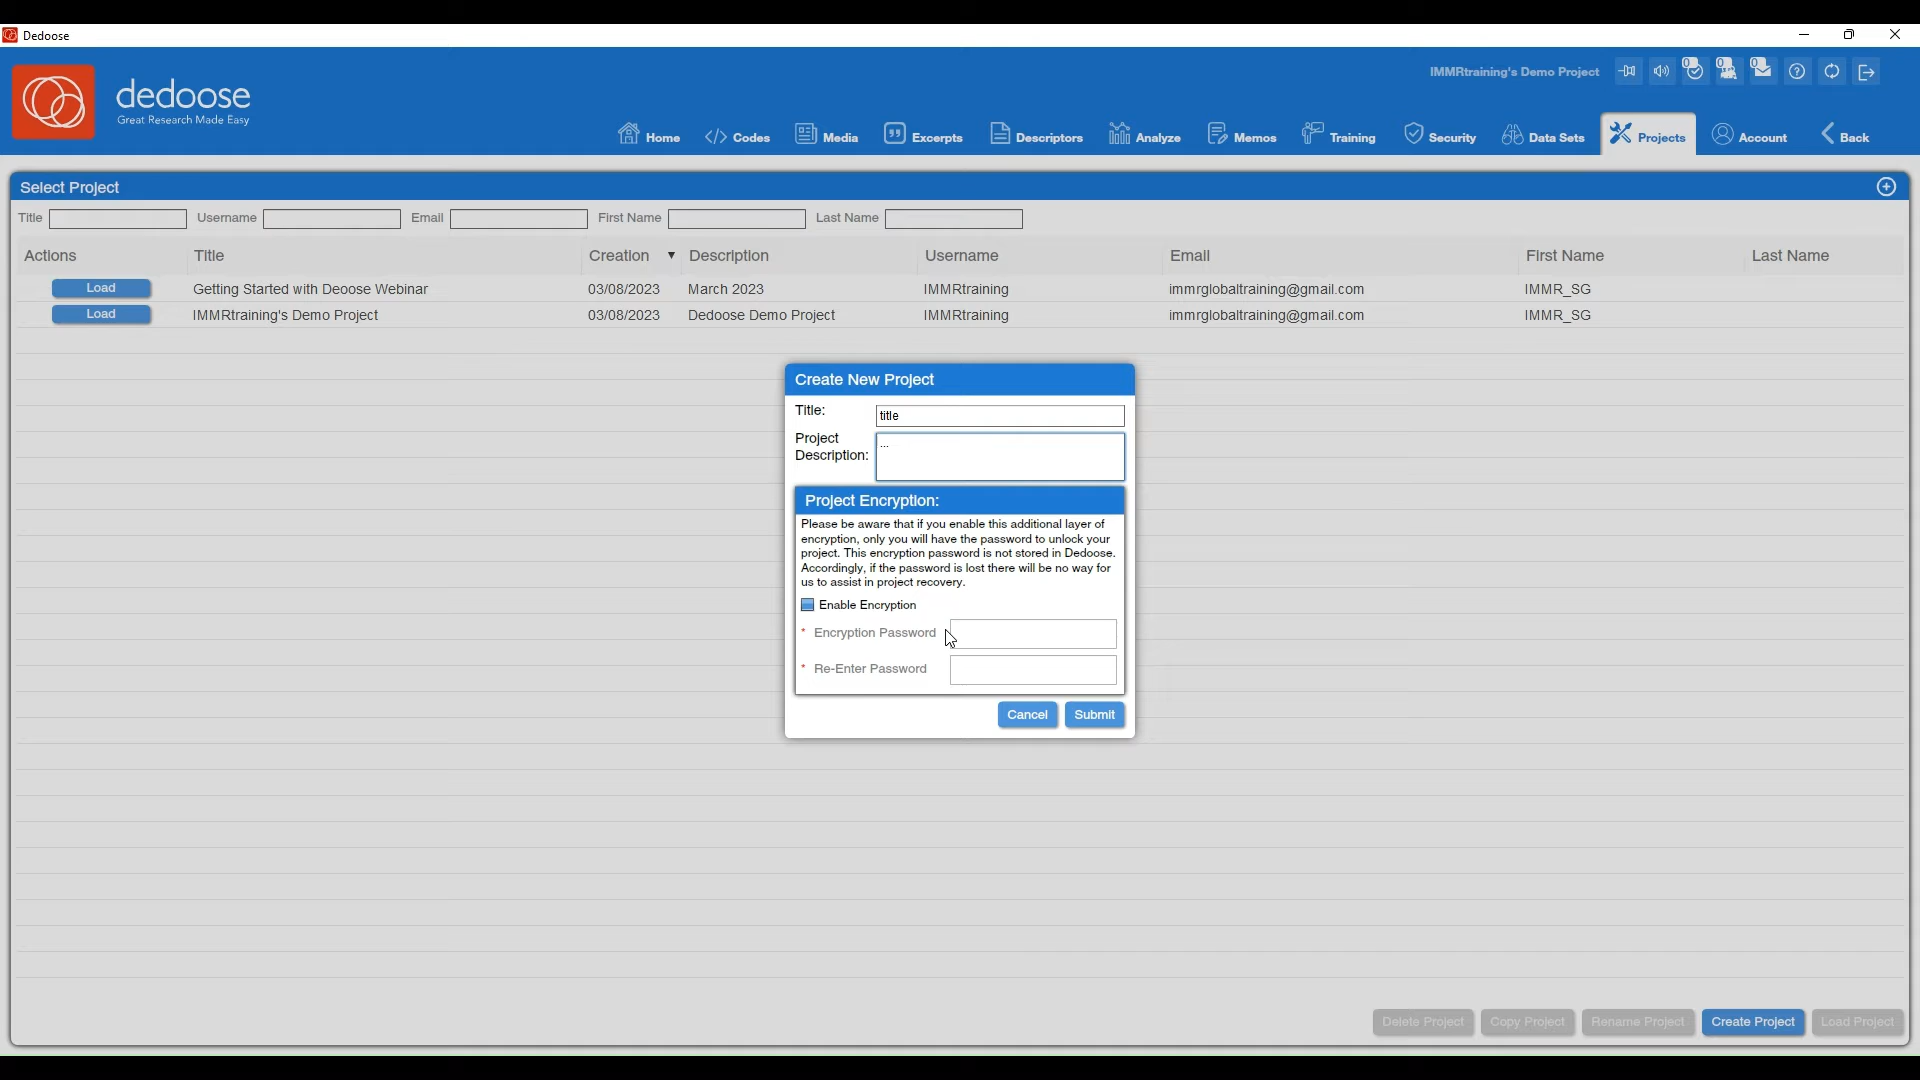 Dedoose
IMMRtraining's Demo Project
0
0
0
dedoose
Great Research Made Easy
Home
Codes
Media
Excerpts
Descriptors
Analyze
Memos
Training
Security
Data Sets
Projects
Account
Back
Select Project
Title Username Email First Name Last Name
Actions Title Creation ▼ Description Username Email First Name Last Name
Load Getting Started with Deoose Webinar 03/08/2023 March 2023 IMMRtraining immrglobaltraining@gmail.com IMMR_SG
Load IMMRtraining's Demo Project 03/08/2023 Dedoose Demo Project IMMRtraining immrglobaltraining@gmail.com IMMR_SG
Create New Project
Title: title
Project
Description: ...
Project Encryption:
Please be aware that if you enable this additional layer of
encryption, only you will have the password to unlock your
project. This encryption password is not stored in Dedoose.
Accordingly, if the password is lost there will be no way for
us to assist in project recovery.
Enable Encryption
* Encryption Password
* Re-Enter Password
Cancel Submit
Delete Project Copy Project Rename Project Create Project Load Project